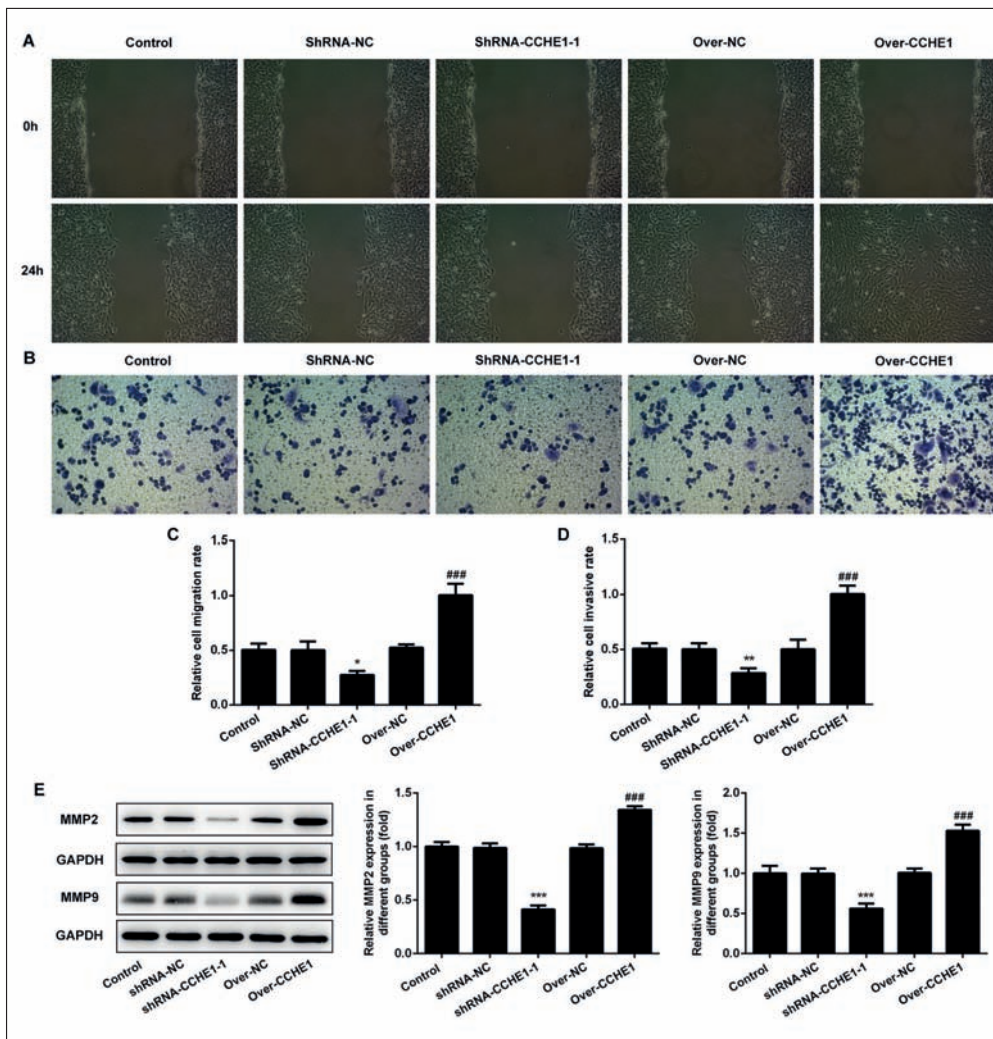 A
Control ShRNA-NC ShRNA-CCHE1-1 Over-NC Over-CCHE1
0h
24h
B
Control ShRNA-NC ShRNA-CCHE1-1 Over-NC Over-CCHE1
C
Relative cell migration rate
1.5
1.0
0.5
0.0
###
*
Control ShRNA-NC ShRNA-CCHE1-1 Over-NC Over-CCHE1
D
Relative cell invasive rate
1.5
1.0
0.5
0.0
###
**
Control ShRNA-NC ShRNA-CCHE1-1 Over-NC Over-CCHE1
E
MMP2
GAPDH
MMP9
GAPDH
Control shRNA-NC shRNA-CCHE1-1 Over-NC Over-CCHE1
Relative MMP2 expression in
different groups (fold)
1.5
1.0
0.5
0.0
###
***
Control shRNA-NC shRNA-CCHE1-1 Over-NC Over-CCHE1
Relative MMP9 expression in
different groups (fold)
2.0
1.5
1.0
0.5
0.0
###
***
Control shRNA-NC shRNA-CCHE1-1 Over-NC Over-CCHE1